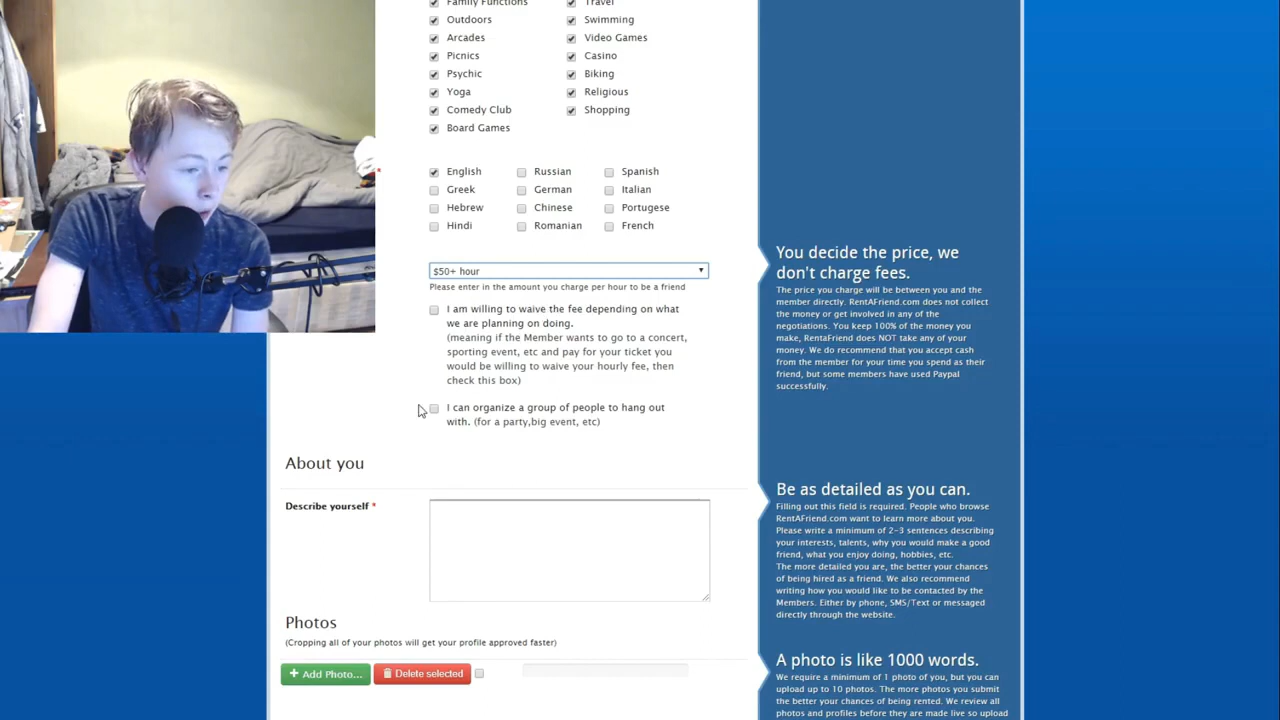 Family Functions
Travel
Outdoors
Swimming
Arcades
Video Games
Picnics
Casino
Psychic
Biking
Yoga
Religious
Comedy Club
Shopping
Board Games
*
English
Russian
Spanish
Greek
German
Italian
Hebrew
Chinese
Portugese
Hindi
Romanian
French
$50+ hour
Please enter in the amount you charge per hour to be a friend
I am willing to waive the fee depending on what
we are planning on doing.
(meaning if the Member wants to go to a concert,
sporting event, etc and pay for your ticket you
would be willing to waive your hourly fee, then
check this box)
I can organize a group of people to hang out
with. (for a party,big event, etc)
About you
Describe yourself *
Photos
(Cropping all of your photos will get your profile approved faster)
+ Add Photo...
Delete selected
You decide the price, we
don't charge fees.
The price you charge will be between you and the
member directly. RentAFriend.com does not collect
the money or get involved in any of the
negotiations. You keep 100% of the money you
make, RentaFriend does NOT take any of your
money. We do recommend that you accept cash
from the member for your time you spend as their
friend, but some members have used Paypal
successfully.
Be as detailed as you can.
Filling out this field is required. People who browse
RentAFriend.com want to learn more about you.
Please write a minimum of 2-3 sentences describing
your interests, talents, why you would make a good
friend, what you enjoy doing, hobbies, etc.
The more detailed you are, the better your chances
of being hired as a friend. We also recommend
writing how you would like to be contacted by the
Members. Either by phone, SMS/Text or messaged
directly through the website.
A photo is like 1000 words.
We require a minimum of 1 photo of you, but you can
upload up to 10 photos. The more photos you submit
the better your chances of being rented. We review all
photos and profiles before they are made live so upload